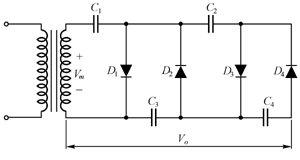 C1 C2
+
Vm
−
D1 D2 D3 D4
C3 C4
Vo